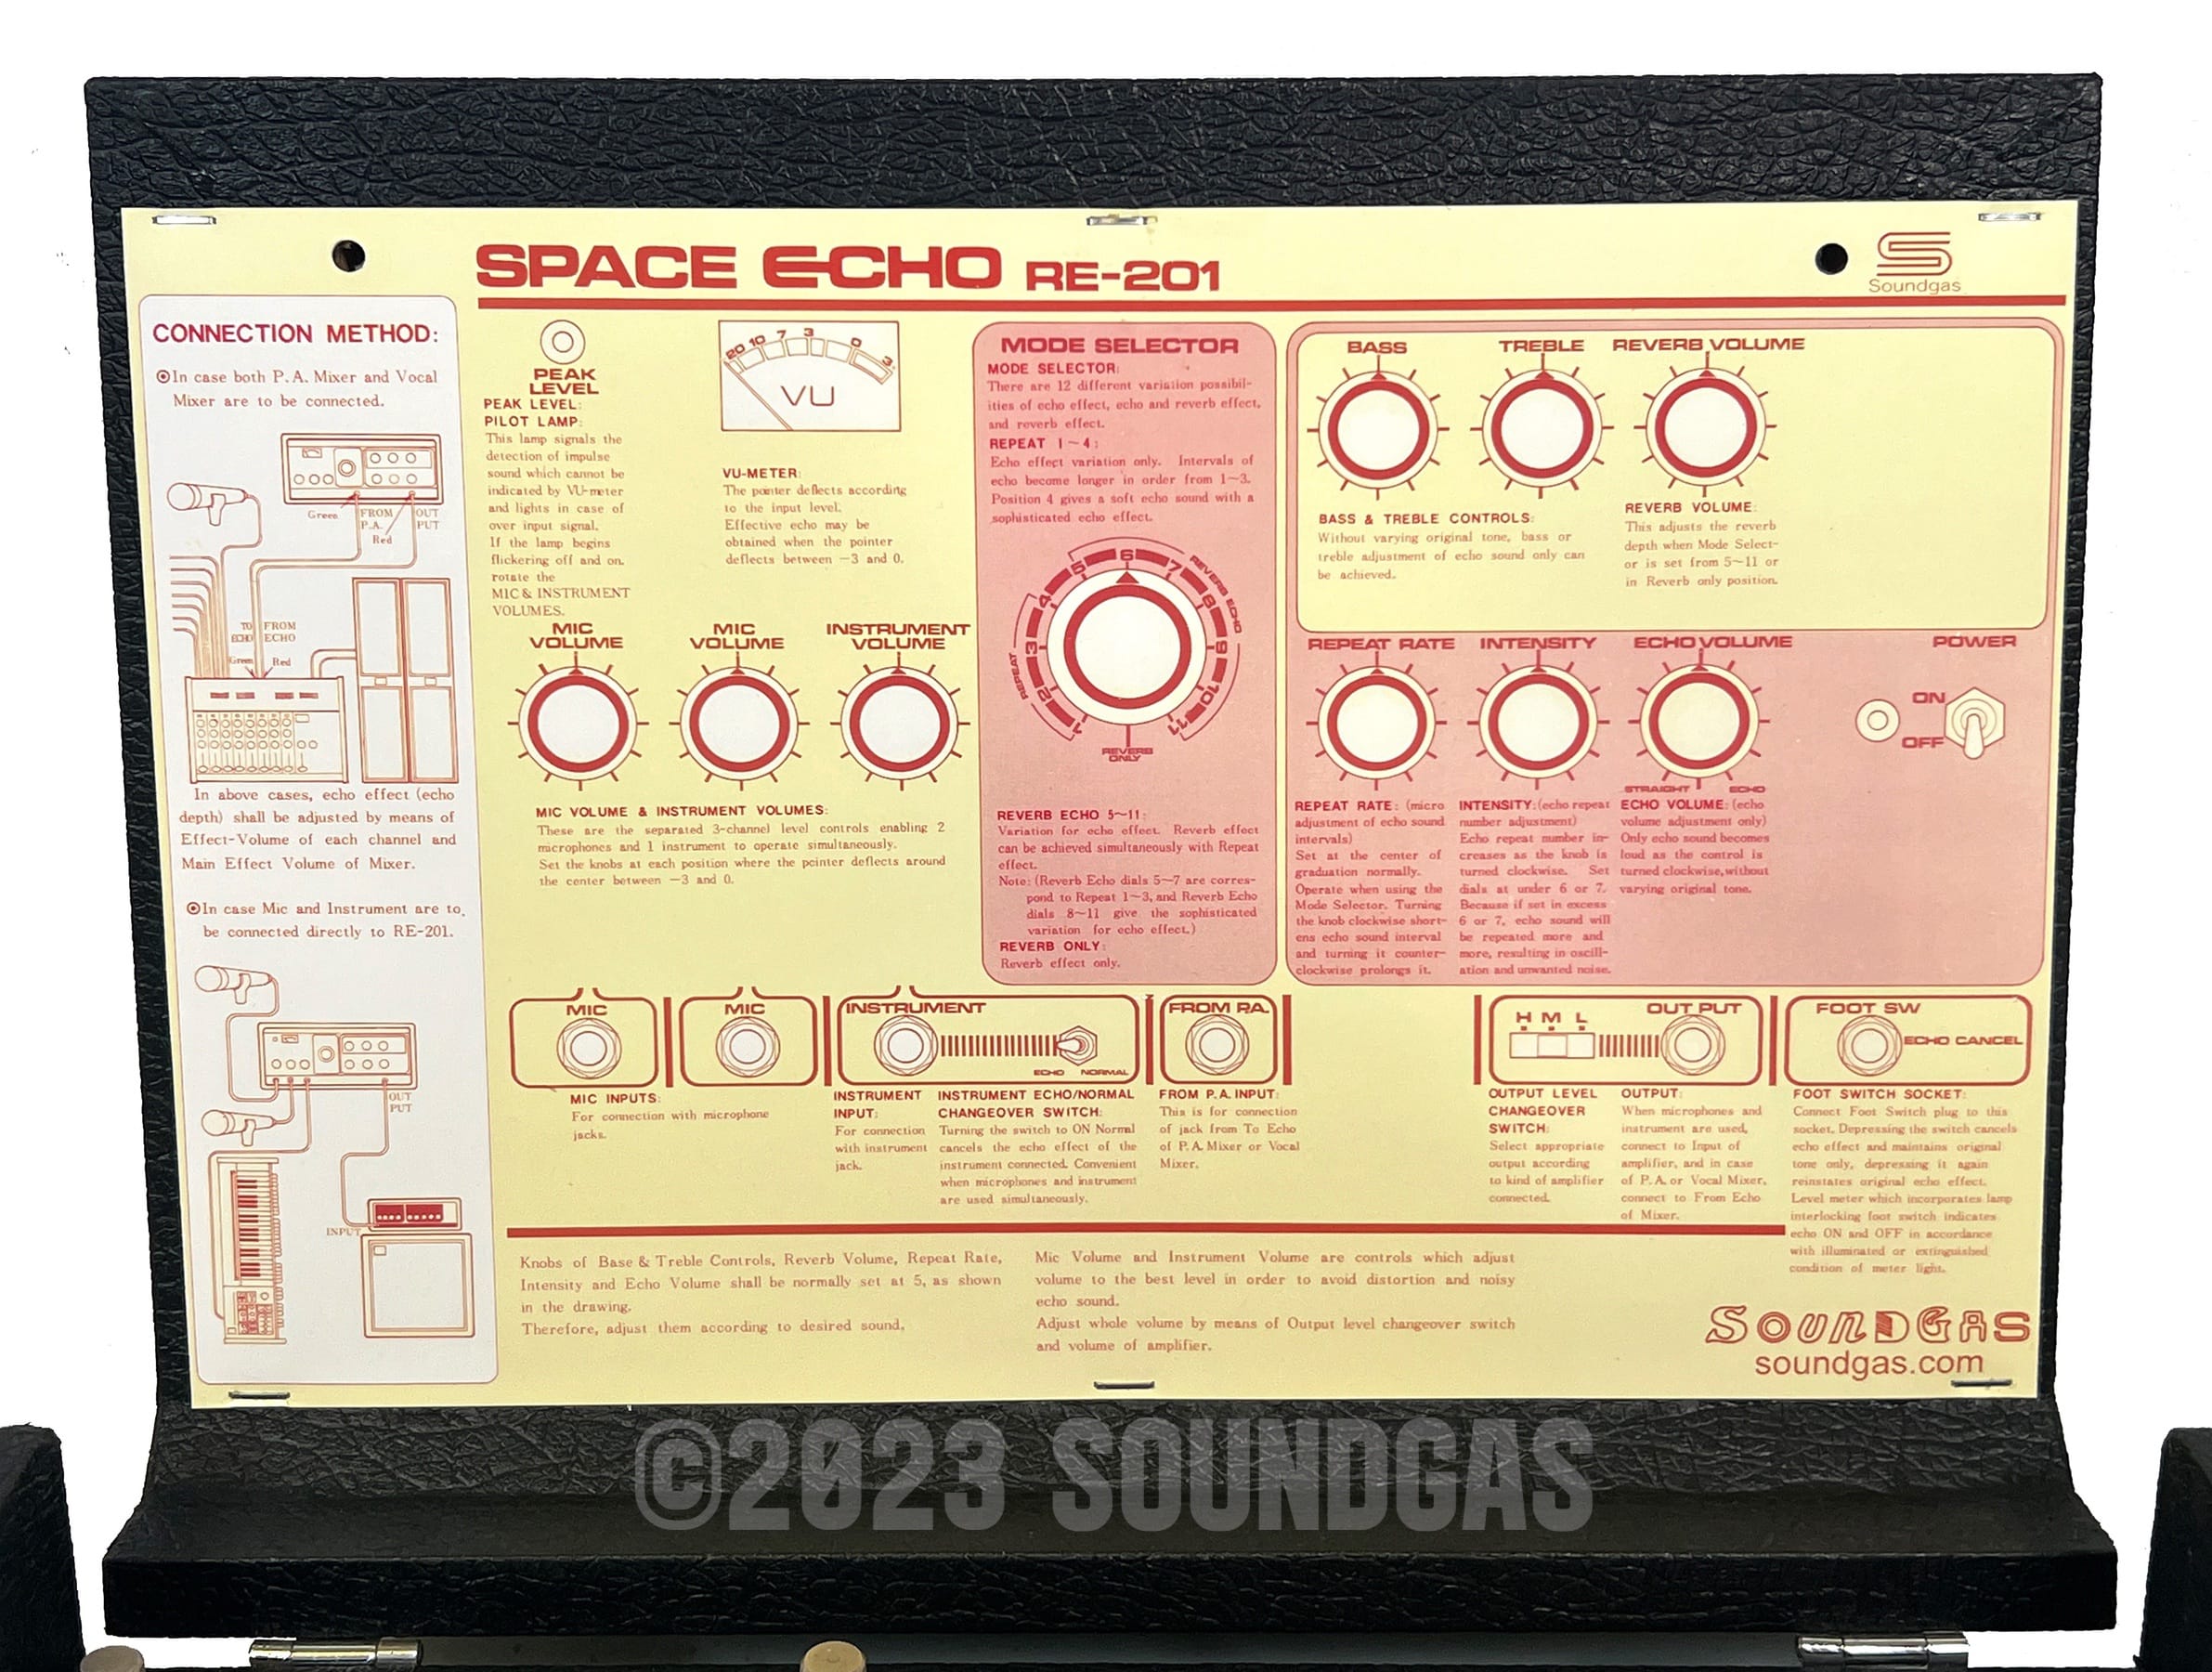 SPACE ECHO RE-201
S
Soundgas
CONNECTION METHOD:
In case both P.A. Mixer and Vocal
Mixer are to be connected.
Green
FROM
P.A.
Red
OUT
PUT
TO
ECHO
FROM
ECHO
Green
Red
In above cases, echo effect (echo
depth) shall be adjusted by means of
Effect-Volume of each channel and
Main Effect Volume of Mixer.
In case Mic and Instrument are to
be connected directly to RE-201.
OUT
PUT
INPUT
PEAK
LEVEL
PEAK LEVEL:
PILOT LAMP:
This lamp signals the
detection of impulse
sound which cannot be
indicated by VU-meter
and lights in case of
over input signal.
If the lamp begins
flickering off and on,
rotate the
MIC & INSTRUMENT
VOLUMES.
20 10 7 3 0 3
VU
VU-METER:
The pointer deflects according
to the input level.
Effective echo may be
obtained when the pointer
deflects between -3 and 0.
MIC
VOLUME
MIC
VOLUME
INSTRUMENT
VOLUME
MIC VOLUME & INSTRUMENT VOLUMES:
These are the separated 3-channel level controls enabling 2
microphones and 1 instrument to operate simultaneously.
Set the knobs at each position where the pointer deflects around
the center between -3 and 0.
MODE SELECTOR
MODE SELECTOR:
There are 12 different variation possibil-
ities of echo effect, echo and reverb effect,
and reverb effect.
REPEAT 1~4:
Echo effect variation only. Intervals of
echo become longer in order from 1~3.
Position 4 gives a soft echo sound with a
sophisticated echo effect.
REPEAT
1 2 3 4 5 6 7 8 9 10 11
REVERB ECHO
REVERB
ONLY
REVERB ECHO 5~11:
Variation for echo effect. Reverb effect
can be achieved simultaneously with Repeat
effect.
Note: (Reverb Echo dials 5~7 are corres-
pond to Repeat 1~3, and Reverb Echo
dials 8~11 give the sophisticated
variation for echo effect.)
REVERB ONLY:
Reverb effect only.
BASS
TREBLE
REVERB VOLUME
BASS & TREBLE CONTROLS:
Without varying original tone, bass or
treble adjustment of echo sound only can
be achieved.
REVERB VOLUME:
This adjusts the reverb
depth when Mode Select-
or is set from 5~11 or
in Reverb only position.
REPEAT RATE
INTENSITY
ECHO VOLUME
STRAIGHT ECHO
POWER
ON
OFF
REPEAT RATE: (micro
adjustment of echo sound
intervals)
Set at the center of
graduation normally.
Operate when using the
Mode Selector. Turning
the knob clockwise short-
ens echo sound interval
and turning it counter-
clockwise prolongs it.
INTENSITY: (echo repeat
number adjustment)
Echo repeat number in-
creases as the knob is
turned clockwise. Set
dials at under 6 or 7.
Because if set in excess
6 or 7, echo sound will
be repeated more and
more, resulting in oscill-
ation and unwanted noise.
ECHO VOLUME: (echo
volume adjustment only)
Only echo sound becomes
loud as the control is
turned clockwise, without
varying original tone.
MIC
MIC
INSTRUMENT
ECHO NORMAL
FROM P.A.
H M L
OUT PUT
FOOT SW
ECHO CANCEL
MIC INPUTS:
For connection with microphone
jacks.
INSTRUMENT
INPUT:
For connection
with instrument
jack.
INSTRUMENT ECHO/NORMAL
CHANGEOVER SWITCH:
Turning the switch to ON Normal
cancels the echo effect of the
instrument connected. Convenient
when microphones and instrument
are used simultaneously.
FROM P.A. INPUT:
This is for connection
of jack from To Echo
of P.A. Mixer or Vocal
Mixer.
OUTPUT LEVEL
CHANGEOVER
SWITCH:
Select appropriate
output according
to kind of amplifier
connected.
OUTPUT:
When microphones and
instrument are used,
connect to Input of
amplifier, and in case
of P.A. or Vocal Mixer,
connect to From Echo
of Mixer.
FOOT SWITCH SOCKET:
Connect Foot Switch plug to this
socket. Depressing the switch cancels
echo effect and maintains original
tone only, depressing it again
reinstates original echo effect.
Level meter which incorporates lamp
interlocking foot switch indicates
echo ON and OFF in accordance
with illuminated or extinguished
condition of meter light.
Knobs of Base & Treble Controls, Reverb Volume, Repeat Rate,
Intensity and Echo Volume shall be normally set at 5, as shown
in the drawing.
Therefore, adjust them according to desired sound.
Mic Volume and Instrument Volume are controls which adjust
volume to the best level in order to avoid distortion and noisy
echo sound.
Adjust whole volume by means of Output level changeover switch
and volume of amplifier.
SOUNDGAS
soundgas.com
©2023 SOUNDGAS